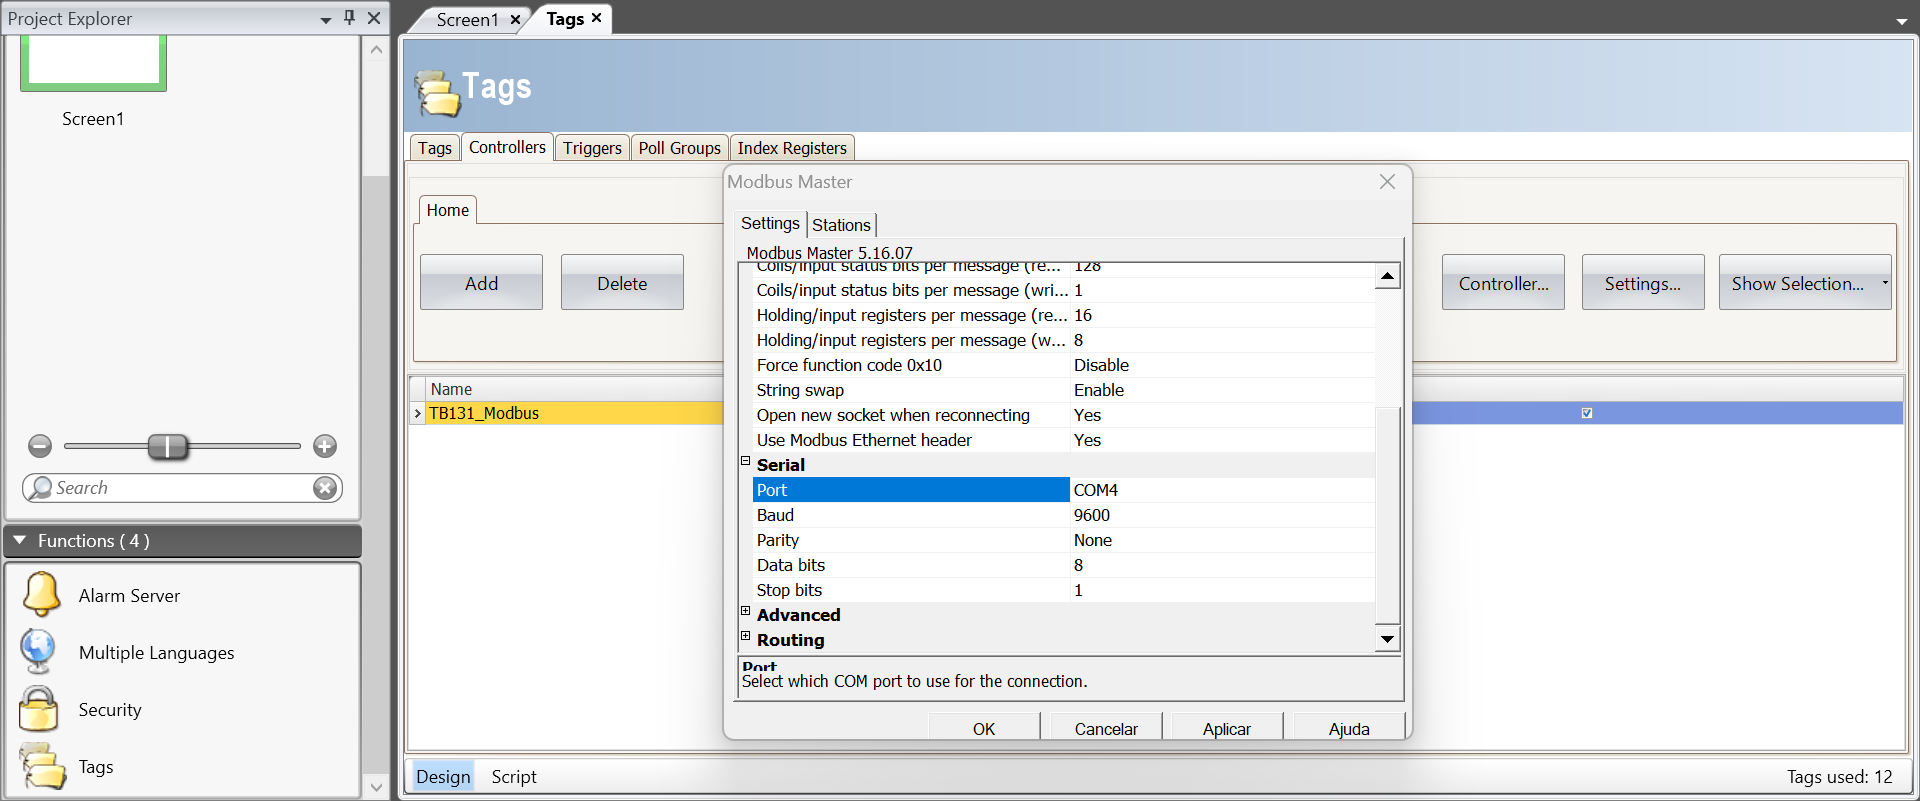 Project Explorer
Screen1
Search
Functions ( 4 )
Alarm Server
Multiple Languages
Security
Tags
Screen1
Tags
Tags
Tags
Controllers
Triggers
Poll Groups
Index Registers
Home
Add
Delete
Controller...
Settings...
Show Selection...
Name
TB131_Modbus
Modbus Master
Settings
Stations
Modbus Master 5.16.07
Coils/input status bits per message (re... 128
Coils/input status bits per message (wri... 1
Holding/input registers per message (re... 16
Holding/input registers per message (w... 8
Force function code 0x10 Disable
String swap Enable
Open new socket when reconnecting Yes
Use Modbus Ethernet header Yes
Serial
Port COM4
Baud 9600
Parity None
Data bits 8
Stop bits 1
Advanced
Routing
Port
Select which COM port to use for the connection.
OK
Cancelar
Aplicar
Ajuda
Design
Script
Tags used: 12